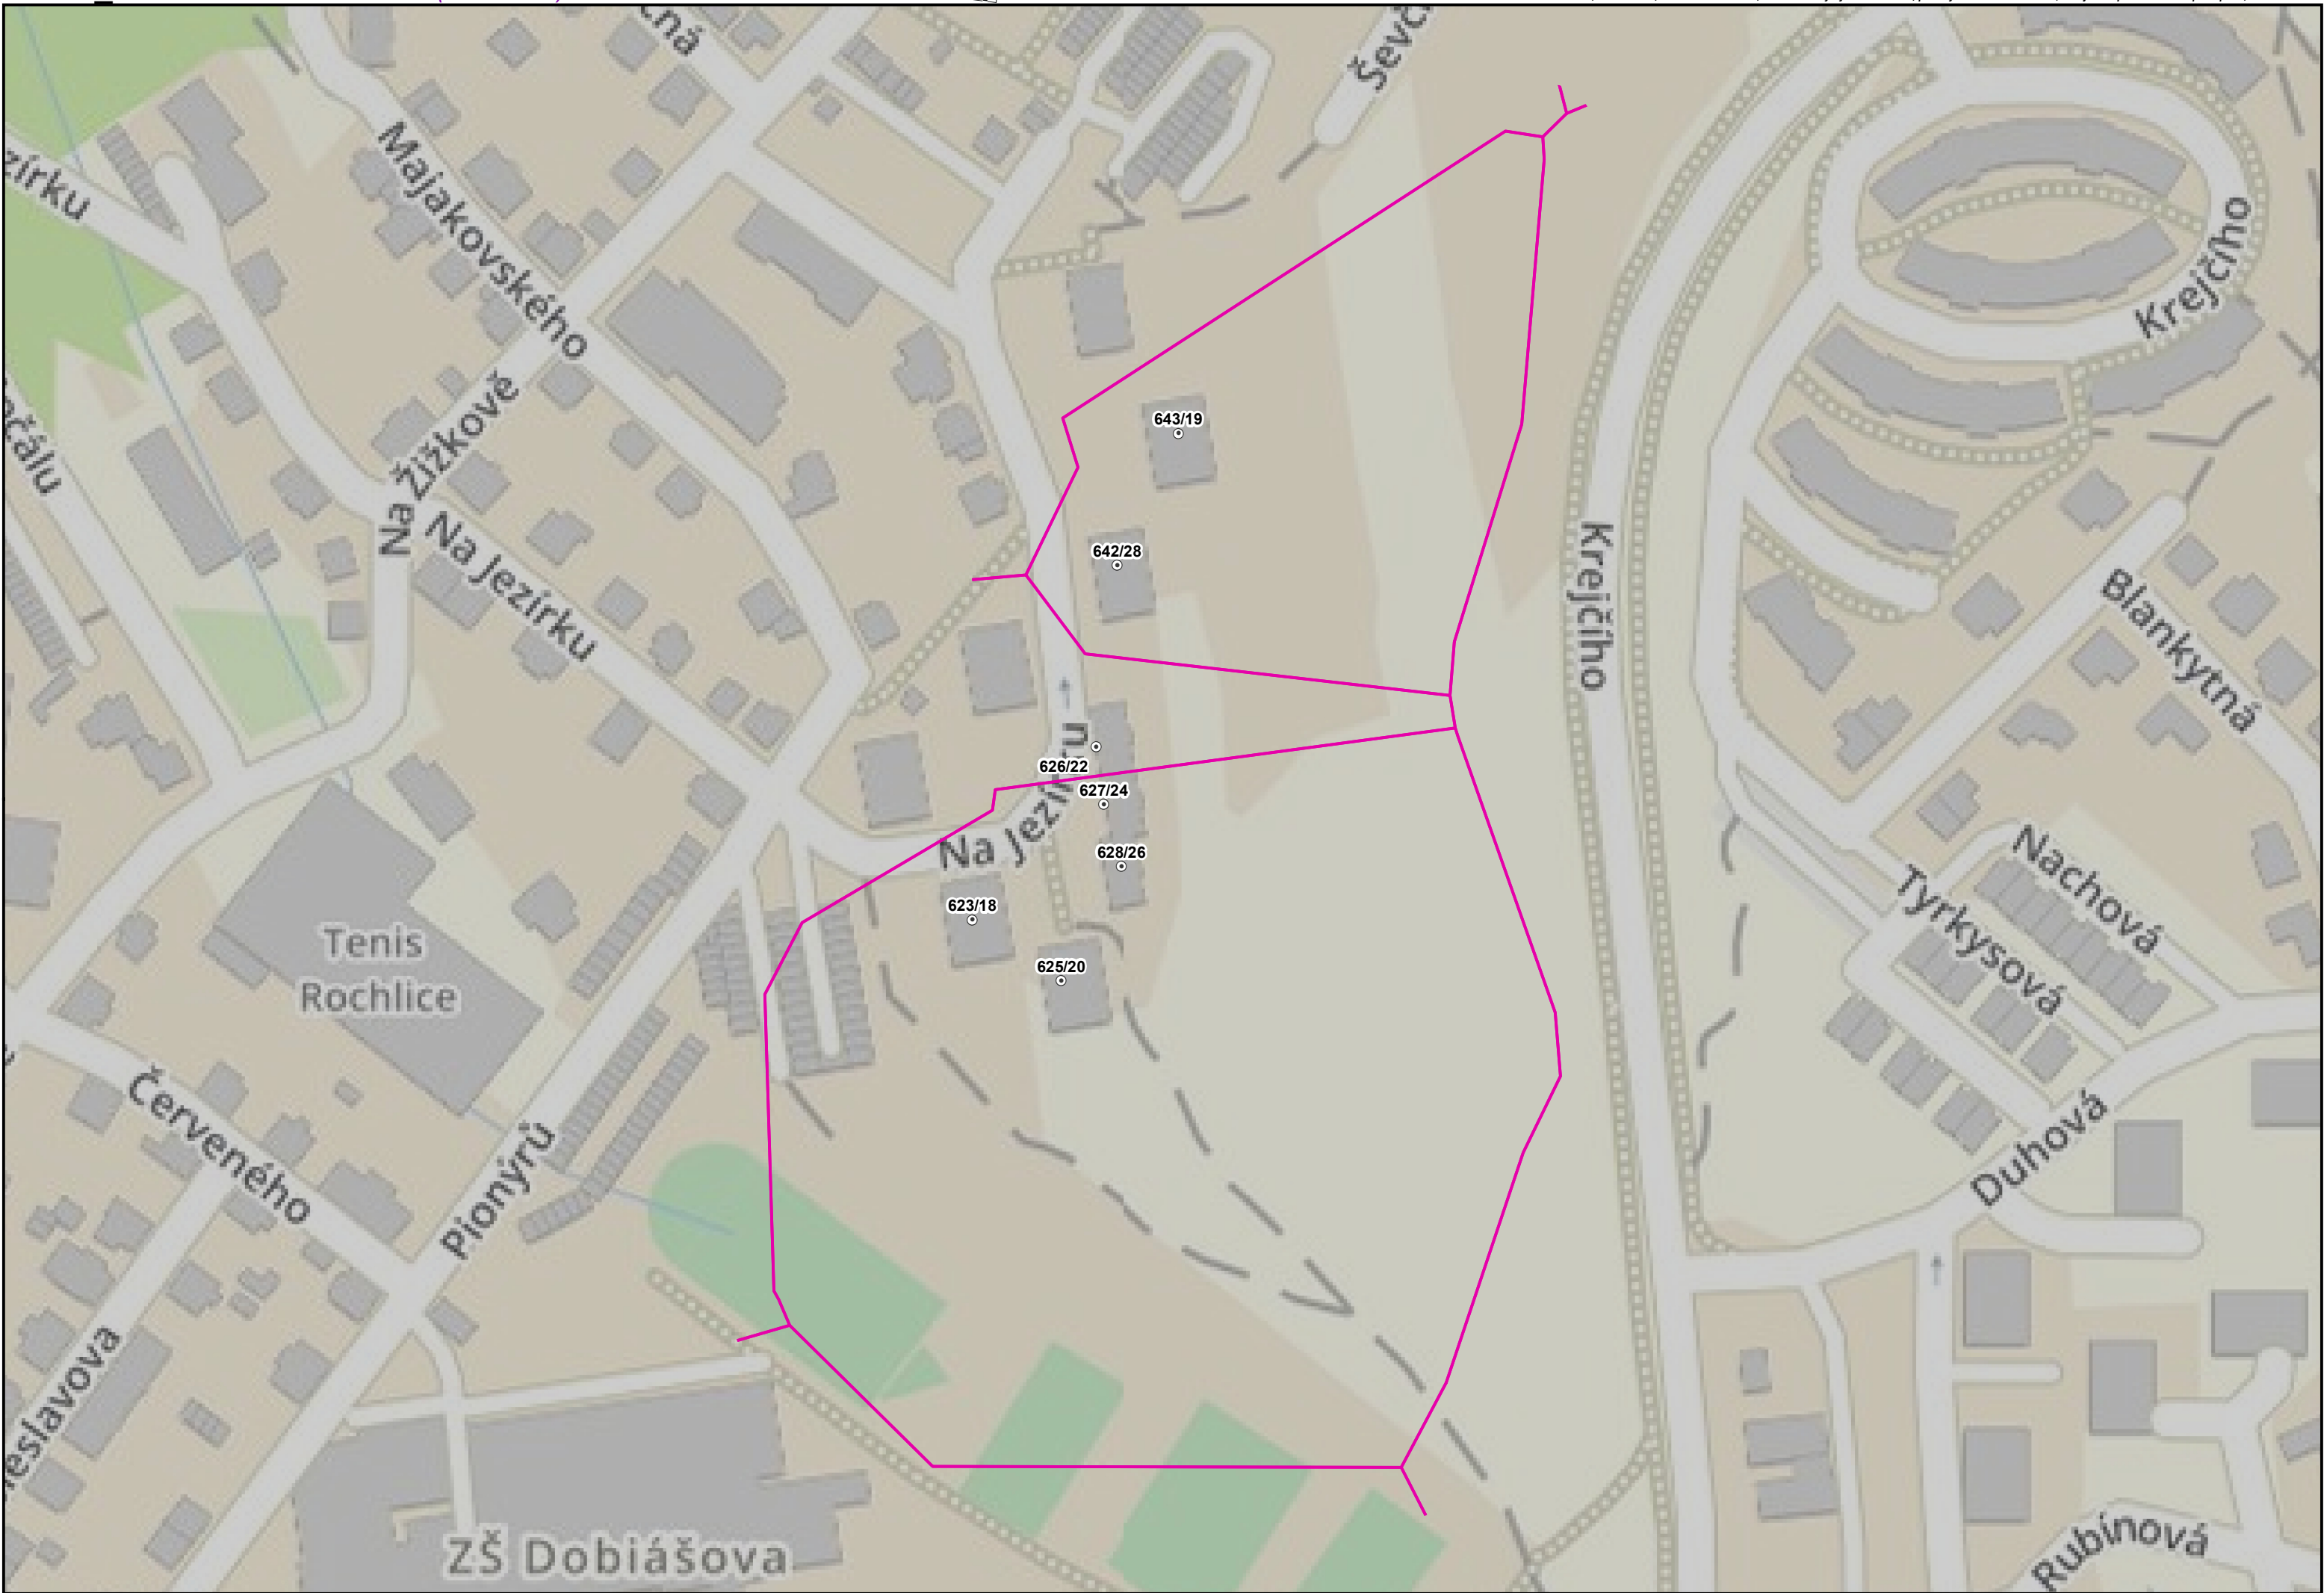 Ševčí
Majakovského
Krejčího
643/19
Na Žižkově
Na Jezírku
642/28
Krejčího
Blankytná
626/22
627/24
Na Jezírku
628/26
Nachová
Tyrkysová
623/18
625/20
Tenis
Rochlice
Červeného
Pionýrů
Duhová
ZŠ Dobiášova
Rubínová